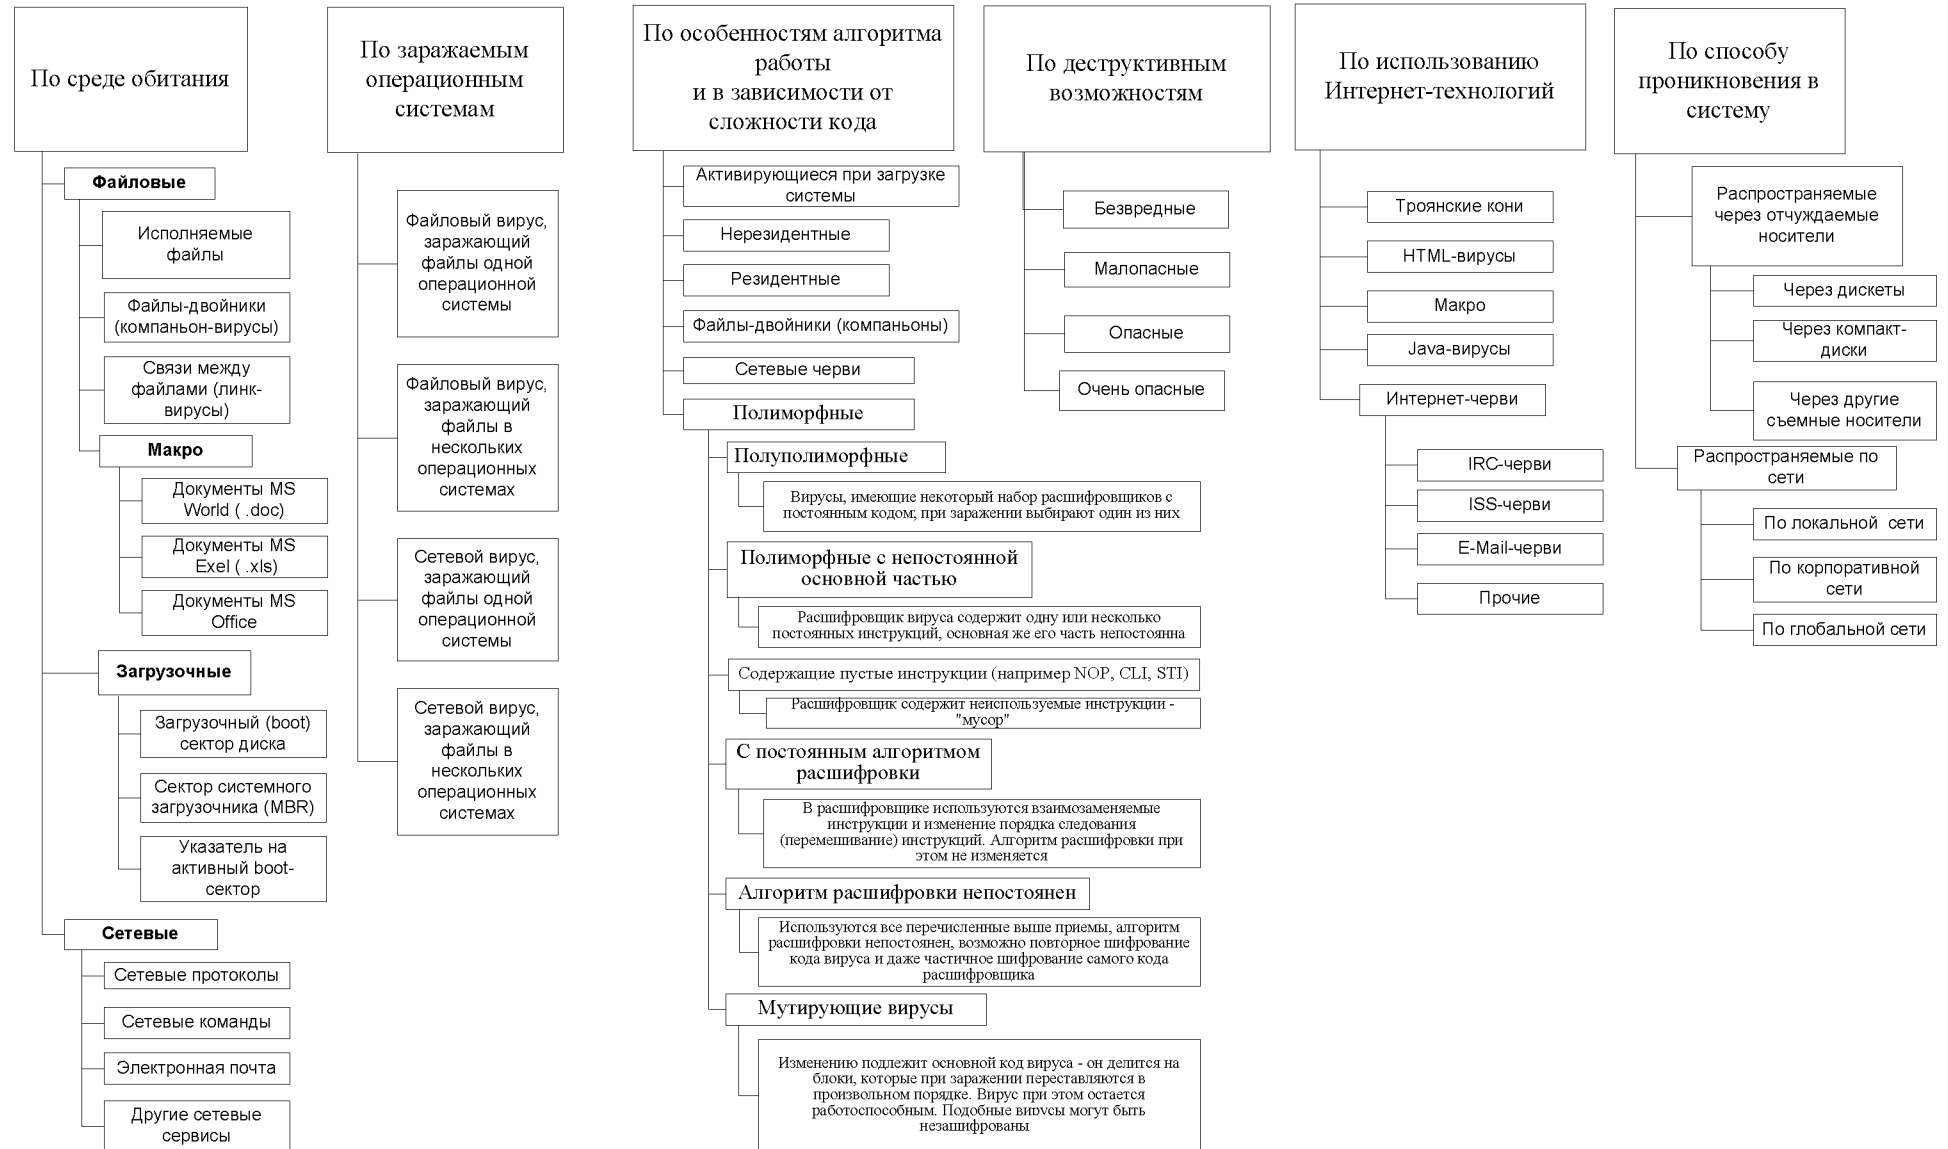 По среде обитания
Файловые
Исполняемые
файлы
Файлы-двойники
(компаньон-вирусы)
Связи между
файлами (линк-
вирусы)
Макро
Документы MS
World ( .doc)
Документы MS
Exel ( .xls)
Документы MS
Office
Загрузочные
Загрузочный (boot)
сектор диска
Сектор системного
загрузочника (MBR)
Указатель на
активный boot-
сектор
Сетевые
Сетевые протоколы
Сетевые команды
Электронная почта
Другие сетевые
сервисы
По заражаемым
операционным
системам
Файловый вирус,
заражающий
файлы одной
операционной
системы
Файловый вирус,
заражающий
файлы в
нескольких
операционных
системах
Сетевой вирус,
заражающий
файлы одной
операционной
системы
Сетевой вирус,
заражающий
файлы в
нескольких
операционных
системах
По особенностям алгоритма
работы
и в зависимости от
сложности кода
Активирующиеся при загрузке
системы
Нерезидентные
Резидентные
Файлы-двойники (компаньоны)
Сетевые черви
Полиморфные
Полуполиморфные
Вирусы, имеющие некоторый набор расшифровщиков с
постоянным кодом; при заражении выбирают один из них
Полиморфные с непостоянной
основной частью
Расшифровщик вируса содержит одну или несколько
постоянных инструкций, основная же его часть непостоянна
Содержащие пустые инструкции (например NOP, CLI, STI)
Расшифровщик содержит неиспользуемые инструкции -
"мусор"
С постоянным алгоритмом
расшифровки
В расшифровщике используются взаимозаменяемые
инструкции и изменение порядка следования
(перемешивание) инструкций. Алгоритм расшифровки при
этом не изменяется
Алгоритм расшифровки непостоянен
Используются все перечисленные выше приемы, алгоритм
расшифровки непостоянен, возможно повторное шифрование
кода вируса и даже частичное шифрование самого кода
расшифровщика
Мутирующие вирусы
Изменению подлежит основной код вируса - он делится на
блоки, которые при заражении переставляются в
произвольном порядке. Вирус при этом остается
работоспособным. Подобные вирусы могут быть
незашифрованы
По деструктивным
возможностям
Безвредные
Малопасные
Опасные
Очень опасные
По использованию
Интернет-технологий
Троянские кони
HTML-вирусы
Макро
Java-вирусы
Интернет-черви
IRC-черви
ISS-черви
E-Mail-черви
Прочие
По способу
проникновения в
систему
Распространяемые
через отчуждаемые
носители
Через дискеты
Через компакт-
диски
Через другие
съемные носители
Распространяемые по
сети
По локальной сети
По корпоративной
сети
По глобальной сети